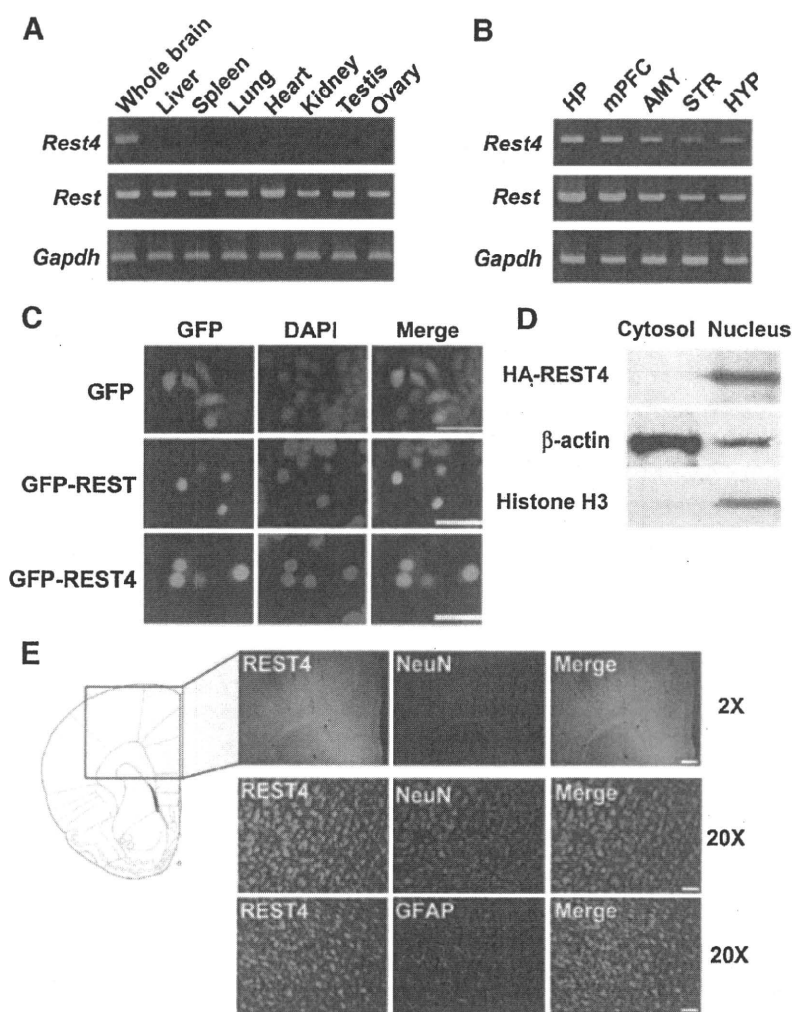 A
Whole brain Liver Spleen Lung Heart Kidney Testis Ovary
Rest4
Rest
Gapdh
B
HP mPFC AMY STR HYP
Rest4
Rest
Gapdh
C
GFP DAPI Merge
GFP
GFP-REST
GFP-REST4
D
Cytosol Nucleus
HA-REST4
β-actin
Histone H3
E
REST4 NeuN Merge 2X
REST4 NeuN Merge 20X
REST4 GFAP Merge 20X